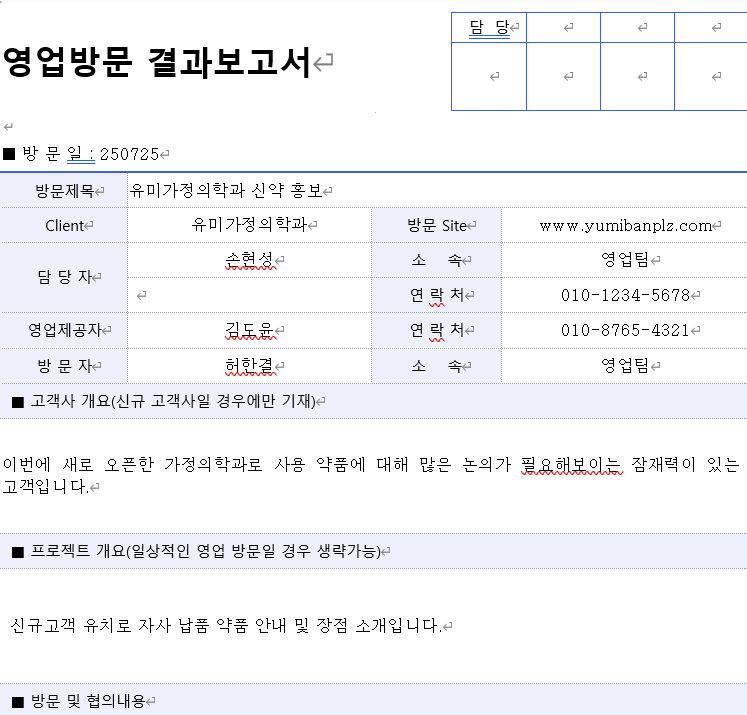 담 당
영업방문 결과보고서
■ 방 문 일 : 250725
방문제목 유미가정의학과 신약 홍보
Client 유미가정의학과 방문 Site www.yumibanplz.com
담 당 자 손현성 소 속 영업팀
연 락 처 010-1234-5678
영업제공자 김도윤 연 락 처 010-8765-4321
방 문 자 허한결 소 속 영업팀
■ 고객사 개요(신규 고객사일 경우에만 기재)
이번에 새로 오픈한 가정의학과로 사용 약품에 대해 많은 논의가 필요해보이는 잠재력이 있는
고객입니다.
■ 프로젝트 개요(일상적인 영업 방문일 경우 생략가능)
신규고객 유치로 자사 납품 약품 안내 및 장점 소개입니다.
■ 방문 및 협의내용